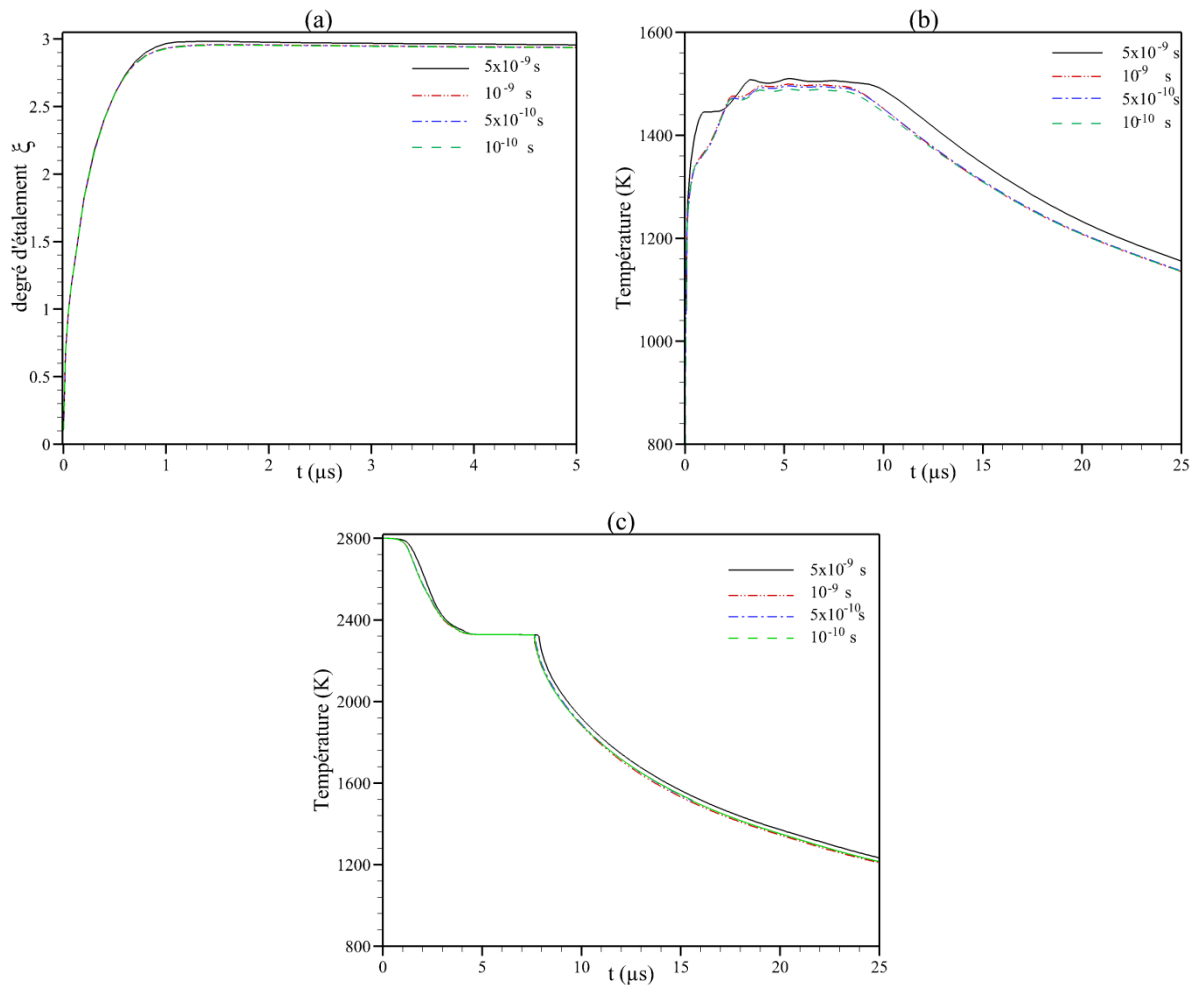 (a)
degré d'étalement ξ
3
2.5
2
1.5
1
0.5
0
0
1
2
3
4
5
t (µs)
5x10⁻⁹ s
10⁻⁹ s
5x10⁻¹⁰s
10⁻¹⁰ s
(b)
Température (K)
1600
1400
1200
1000
800
0
5
10
15
20
25
t (µs)
5x10⁻⁹ s
10⁻⁹ s
5x10⁻¹⁰s
10⁻¹⁰ s
(c)
Température (K)
2800
2400
2000
1600
1200
800
0
5
10
15
20
25
t (µs)
5x10⁻⁹ s
10⁻⁹ s
5x10⁻¹⁰s
10⁻¹⁰ s